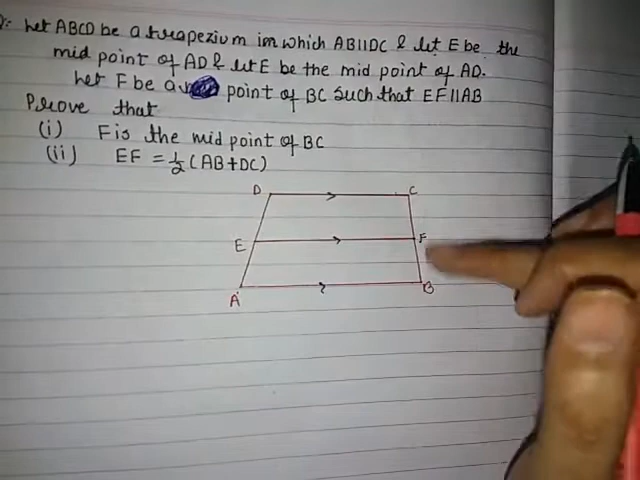 Q:- Let ABCD be a trapezium in which AB||DC & let E be the
mid point of AD & let E be the mid point of AD.
Let F be a point of BC such that EF||AB
Prove that
(i) F is the mid point of BC
(ii) EF = 1/2 (AB+DC)
D C
E F
A B